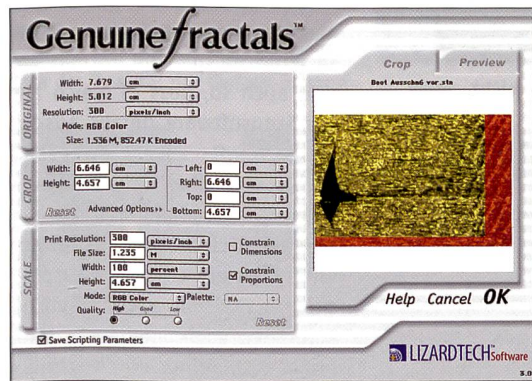 Genuine fractals™
Crop
Preview
Boot Ausschn6 vor.stn
ORIGINAL
Width: 7.679 cm
Height: 5.012 cm
Resolution: 300 pixels/inch
Mode: RGB Color
Size: 1.536 M, 852.47 K Encoded
CROP
Width: 6.646 cm
Height: 4.657 cm
Left: 0 cm
Right: 6.646 cm
Top: 0 cm
Bottom: 4.657 cm
Reset
Advanced Options››
SCALE
Print Resolution: 300 pixels/inch
File Size: 1.235 M
Width: 100 percent
Height: 4.657 cm
Mode: RGB Color
Palette: NA
Quality: High Good Low
Constrain Dimensions
Constrain Proportions
Reset
Save Scripting Parameters
Help Cancel OK
LIZARDTECH™ Software